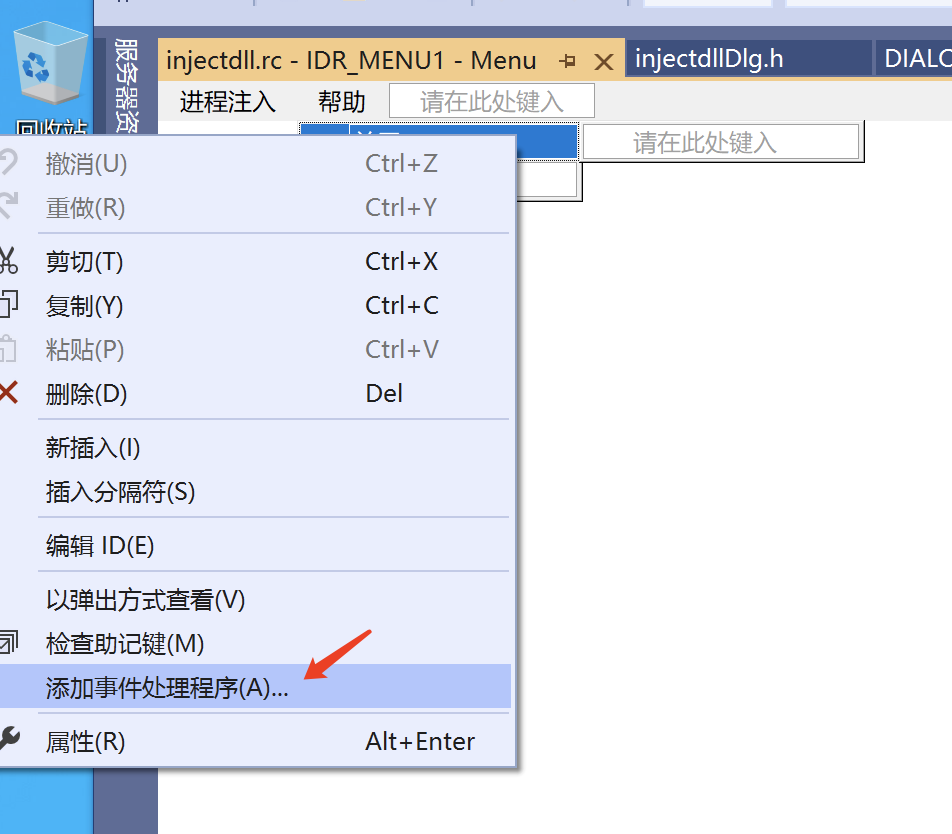 injectdll.rc - IDR_MENU1 - Menu
injectdllDlg.h
DIALO
服务器资
进程注入
帮助
请在此处键入
回收站
请在此处键入
撤消(U) Ctrl+Z
重做(R) Ctrl+Y
剪切(T) Ctrl+X
复制(Y) Ctrl+C
粘贴(P) Ctrl+V
删除(D) Del
新插入(I)
插入分隔符(S)
编辑 ID(E)
以弹出方式查看(V)
检查助记键(M)
添加事件处理程序(A)...
属性(R) Alt+Enter